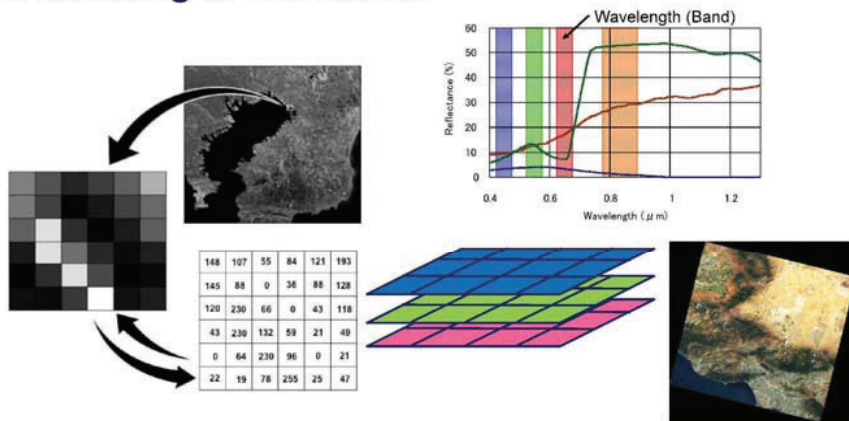 Wavelength (Band)
60
50
40
30
20
10
0
Reflectance (%)
0.4 0.6 0.8 1 1.2
Wavelength (μm)
148 107 55 84 121 193
145 88 0 36 88 128
120 230 66 0 43 118
43 230 132 59 21 49
0 64 230 96 0 21
22 19 78 255 25 47